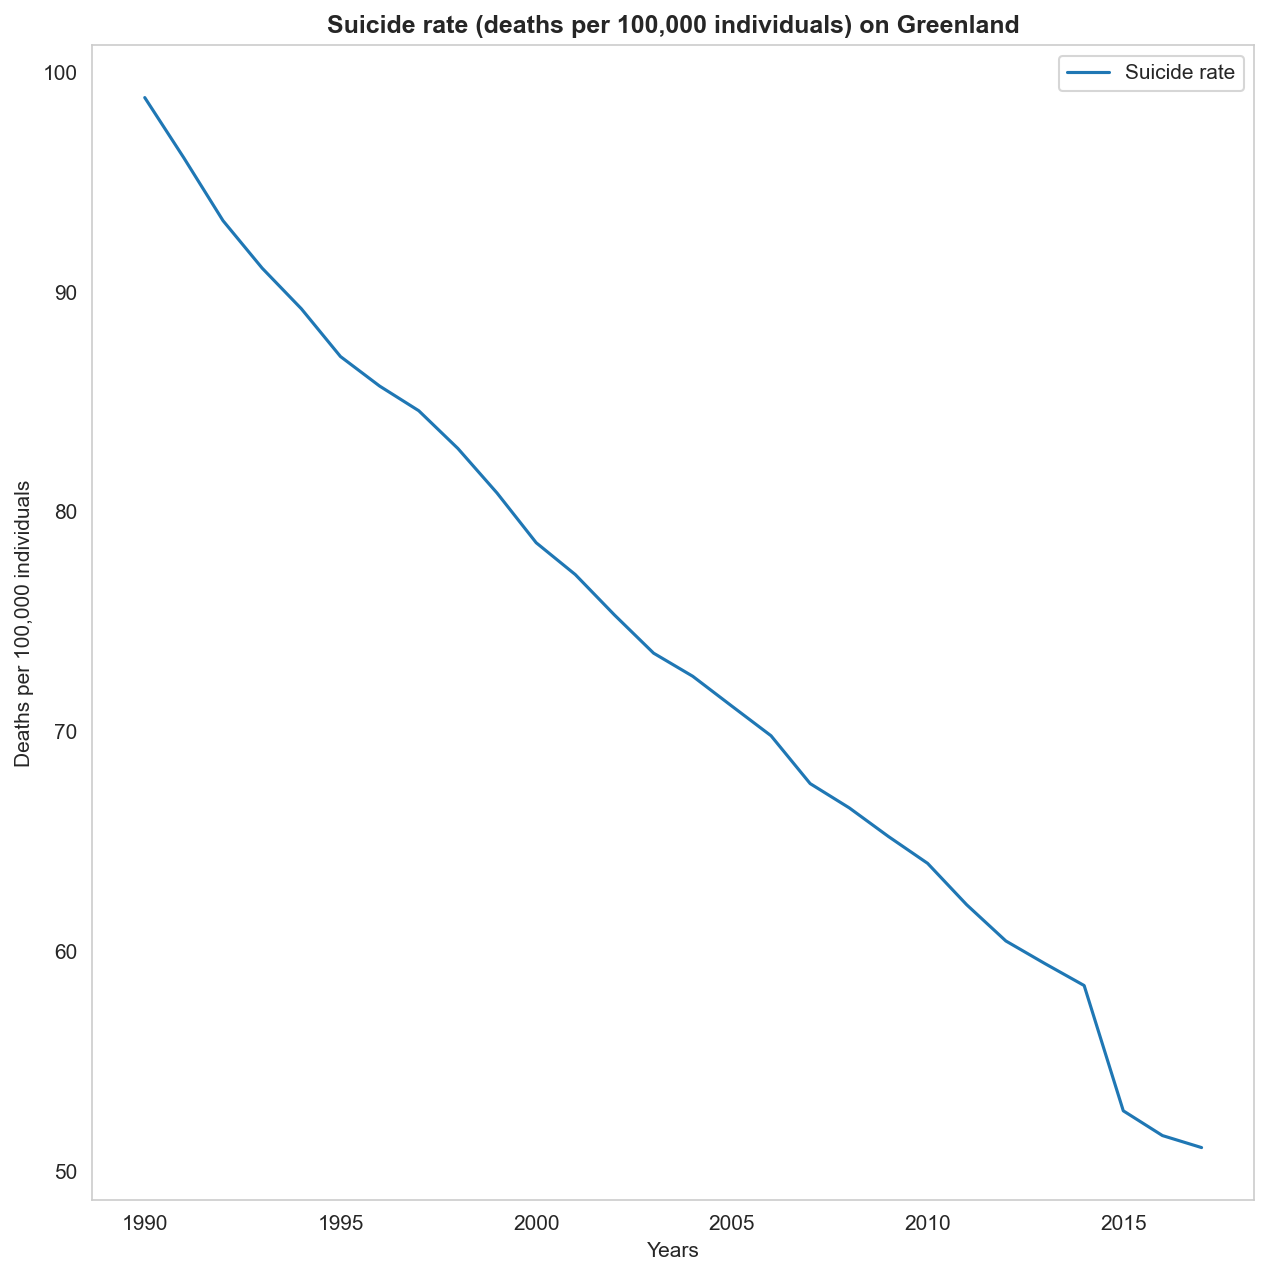 Suicide rate (deaths per 100,000 individuals) on Greenland
Suicide rate
100
90
80
70
60
50
Deaths per 100,000 individuals
1990 1995 2000 2005 2010 2015
Years